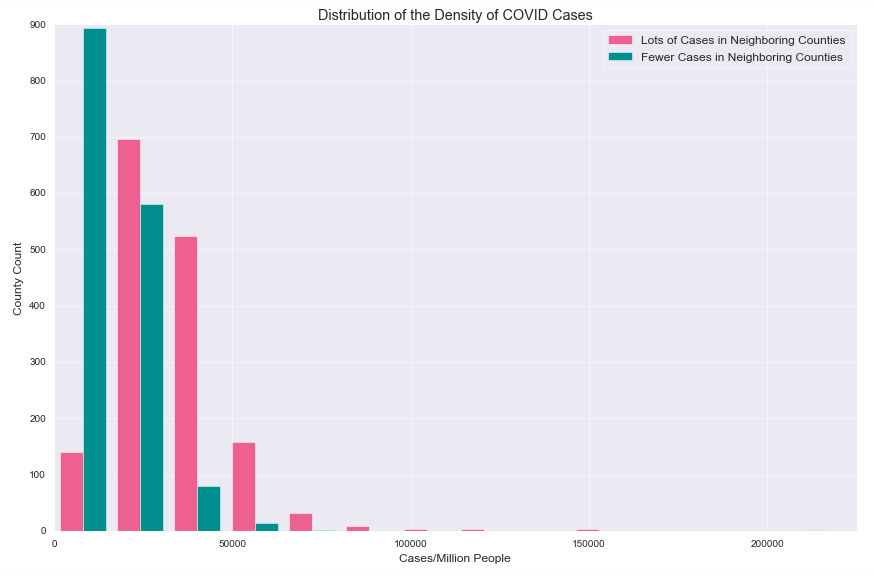 Distribution of the Density of COVID Cases
Lots of Cases in Neighboring Counties
Fewer Cases in Neighboring Counties
900
800
700
600
500
400
300
200
100
0
County Count
0 50000 100000 150000 200000
Cases/Million People